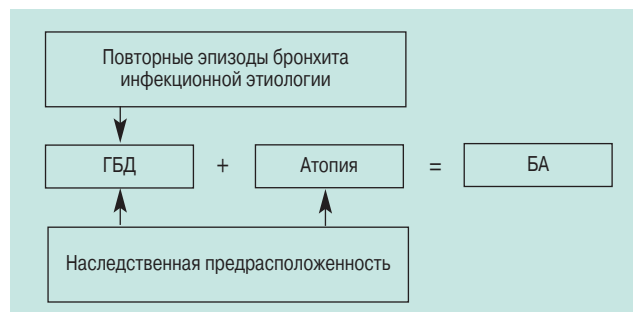 Повторные эпизоды бронхита
инфекционной этиологии
ГБД + Атопия = БА
Наследственная предрасположенность